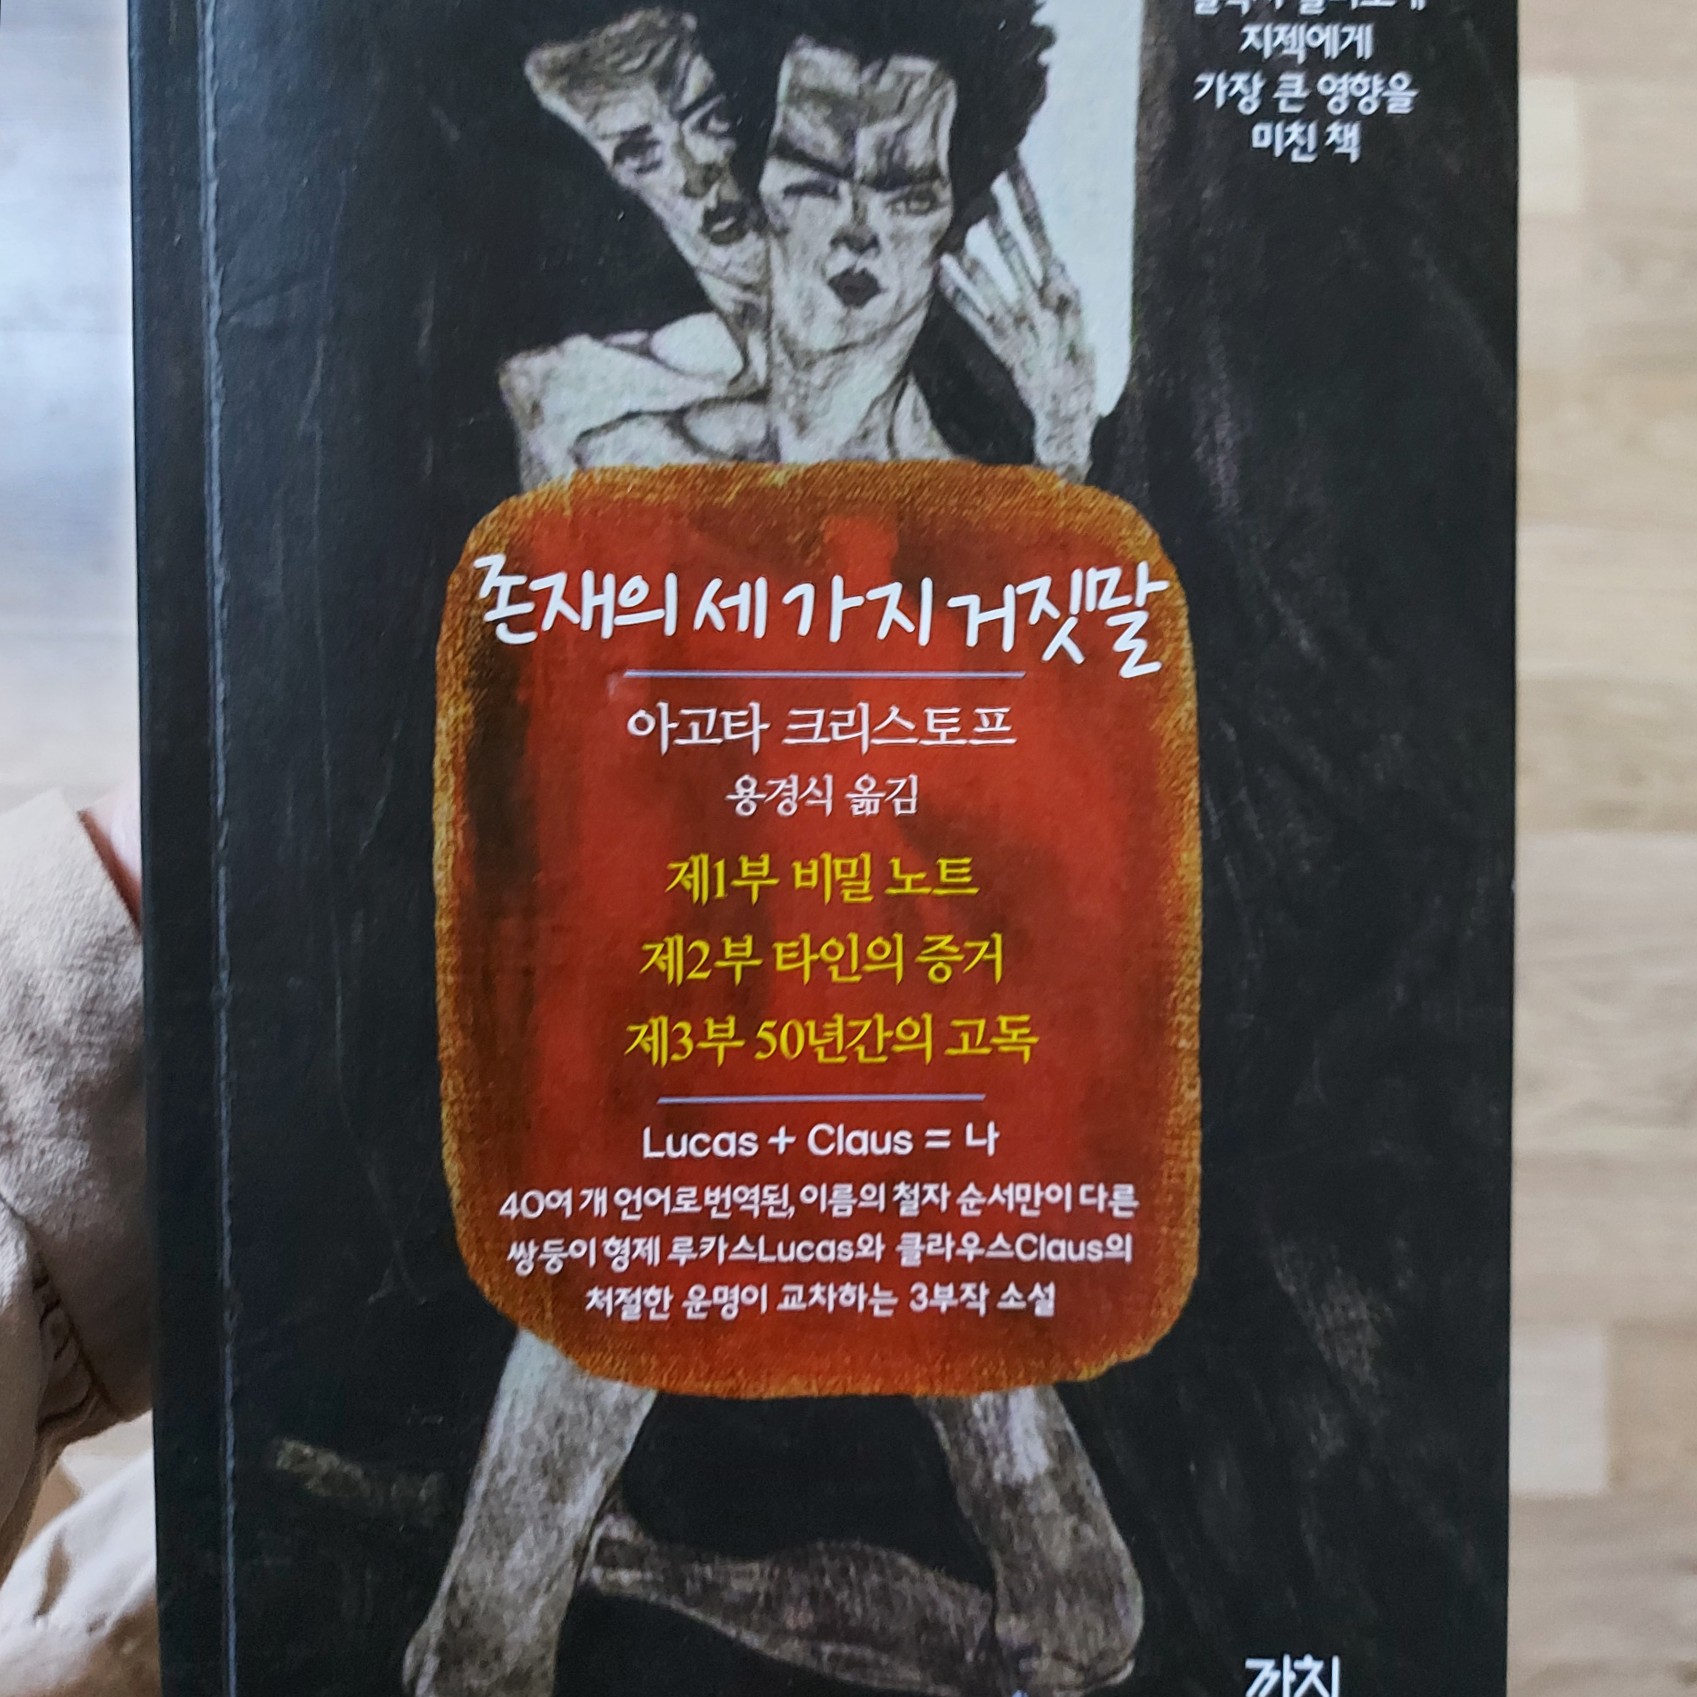 지젝에게
가장 큰 영향을
미친 책
존재의 세 가지 거짓말
아고타 크리스토프
용경식 옮김
제1부 비밀 노트
제2부 타인의 증거
제3부 50년간의 고독
Lucas + Claus = 나
40여 개 언어로 번역된, 이름의 철자 순서만이 다른
쌍둥이 형제 루카스Lucas와 클라우스Claus의
처절한 운명이 교차하는 3부작 소설
까치